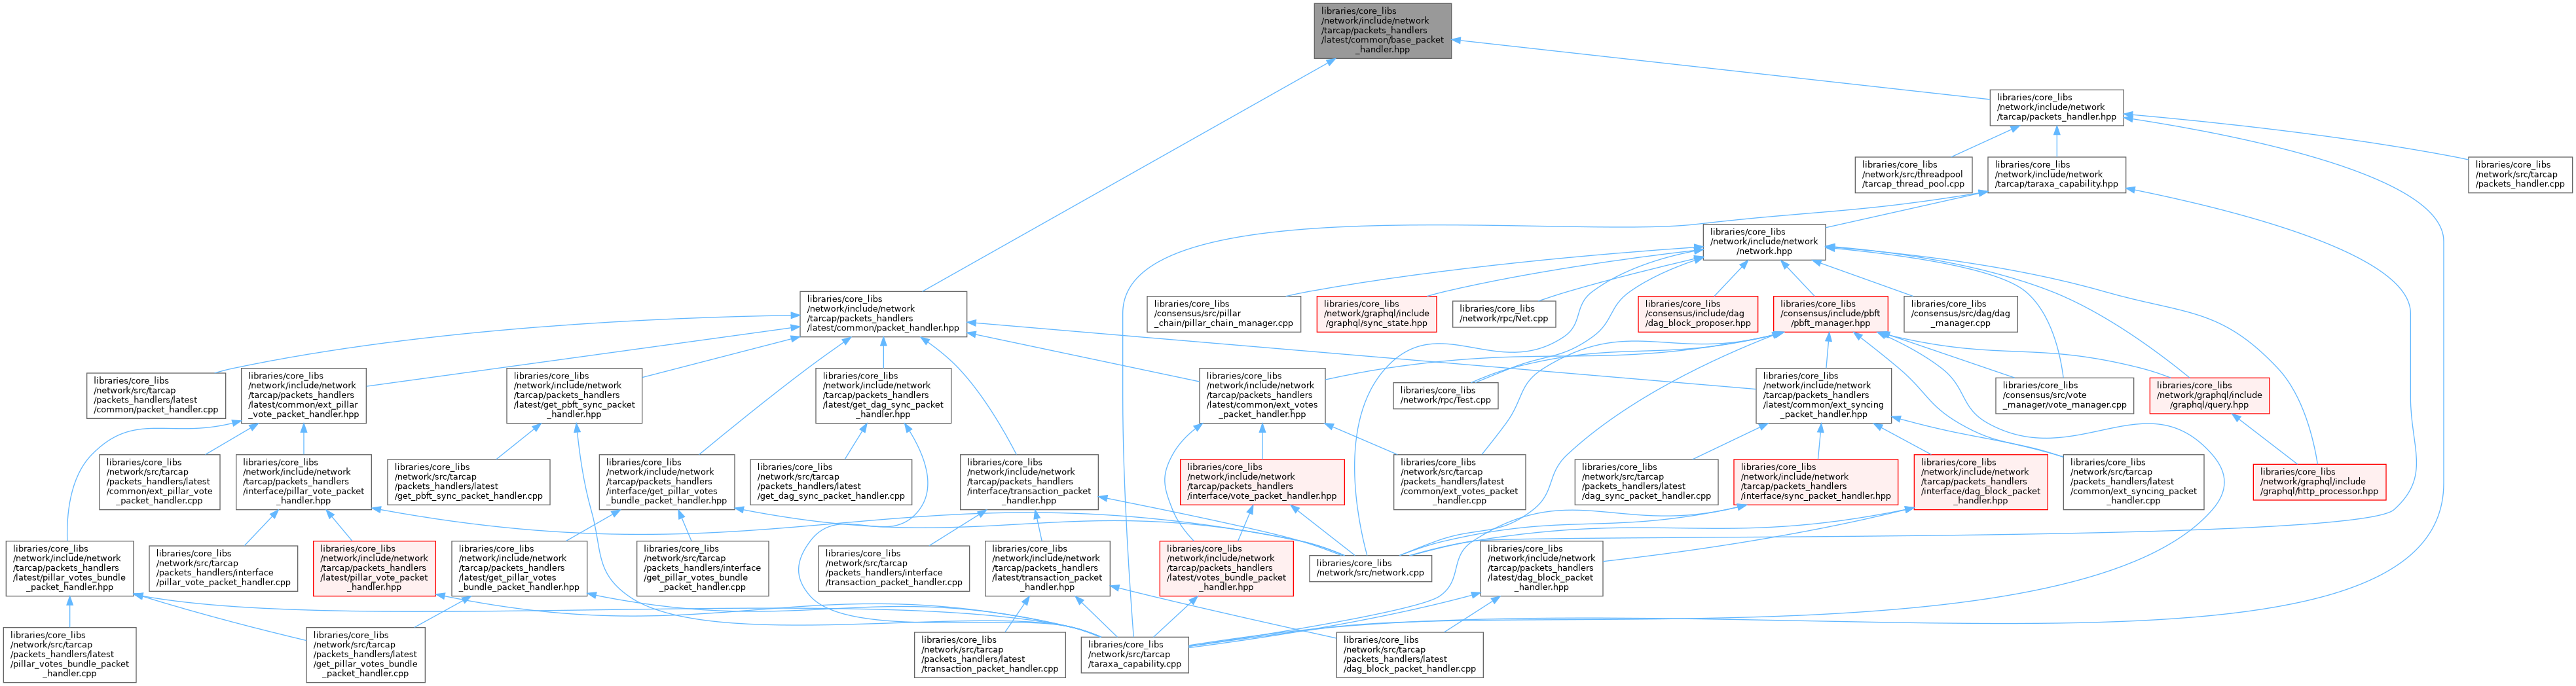 libraries/core_libs
/network/include/network
/tarcap/packets_handlers
/latest/common/base_packet
_handler.hpp
libraries/core_libs
/network/include/network
/tarcap/packets_handler.hpp
libraries/core_libs
/network/src/threadpool
/tarcap_thread_pool.cpp
libraries/core_libs
/network/include/network
/tarcap/taraxa_capability.hpp
libraries/core_libs
/network/src/tarcap
/packets_handler.cpp
libraries/core_libs
/network/include/network
/network.hpp
libraries/core_libs
/network/include/network
/tarcap/packets_handlers
/latest/common/packet_handler.hpp
libraries/core_libs
/consensus/src/pillar
_chain/pillar_chain_manager.cpp
libraries/core_libs
/network/graphql/include
/graphql/sync_state.hpp
libraries/core_libs
/network/rpc/Net.cpp
libraries/core_libs
/consensus/include/dag
/dag_block_proposer.hpp
libraries/core_libs
/consensus/include/pbft
/pbft_manager.hpp
libraries/core_libs
/consensus/src/dag/dag
_manager.cpp
libraries/core_libs
/network/src/tarcap
/packets_handlers/latest
/common/packet_handler.cpp
libraries/core_libs
/network/include/network
/tarcap/packets_handlers
/latest/common/ext_pillar
_vote_packet_handler.hpp
libraries/core_libs
/network/include/network
/tarcap/packets_handlers
/latest/get_pbft_sync_packet
_handler.hpp
libraries/core_libs
/network/include/network
/tarcap/packets_handlers
/latest/get_dag_sync_packet
_handler.hpp
libraries/core_libs
/network/include/network
/tarcap/packets_handlers
/latest/common/ext_votes
_packet_handler.hpp
libraries/core_libs
/network/rpc/Test.cpp
libraries/core_libs
/network/include/network
/tarcap/packets_handlers
/latest/common/ext_syncing
_packet_handler.hpp
libraries/core_libs
/consensus/src/vote
_manager/vote_manager.cpp
libraries/core_libs
/network/graphql/include
/graphql/query.hpp
libraries/core_libs
/network/src/tarcap
/packets_handlers/latest
/common/ext_pillar_vote
_packet_handler.cpp
libraries/core_libs
/network/include/network
/tarcap/packets_handlers
/interface/pillar_vote_packet
_handler.hpp
libraries/core_libs
/network/src/tarcap
/packets_handlers/latest
/get_pbft_sync_packet_handler.cpp
libraries/core_libs
/network/include/network
/tarcap/packets_handlers
/interface/get_pillar_votes
_bundle_packet_handler.hpp
libraries/core_libs
/network/src/tarcap
/packets_handlers/latest
/get_dag_sync_packet_handler.cpp
libraries/core_libs
/network/include/network
/tarcap/packets_handlers
/interface/transaction_packet
_handler.hpp
libraries/core_libs
/network/include/network
/tarcap/packets_handlers
/interface/vote_packet_handler.hpp
libraries/core_libs
/network/src/tarcap
/packets_handlers/latest
/common/ext_votes_packet
_handler.cpp
libraries/core_libs
/network/src/tarcap
/packets_handlers/latest
/dag_sync_packet_handler.cpp
libraries/core_libs
/network/include/network
/tarcap/packets_handlers
/interface/sync_packet_handler.hpp
libraries/core_libs
/network/include/network
/tarcap/packets_handlers
/interface/dag_block_packet
_handler.hpp
libraries/core_libs
/network/src/tarcap
/packets_handlers/latest
/common/ext_syncing_packet
_handler.cpp
libraries/core_libs
/network/graphql/include
/graphql/http_processor.hpp
libraries/core_libs
/network/include/network
/tarcap/packets_handlers
/latest/pillar_votes_bundle
_packet_handler.hpp
libraries/core_libs
/network/src/tarcap
/packets_handlers/interface
/pillar_vote_packet_handler.cpp
libraries/core_libs
/network/include/network
/tarcap/packets_handlers
/latest/pillar_vote_packet
_handler.hpp
libraries/core_libs
/network/include/network
/tarcap/packets_handlers
/latest/get_pillar_votes
_bundle_packet_handler.hpp
libraries/core_libs
/network/src/tarcap
/packets_handlers/interface
/get_pillar_votes_bundle
_packet_handler.cpp
libraries/core_libs
/network/src/tarcap
/packets_handlers/interface
/transaction_packet_handler.cpp
libraries/core_libs
/network/include/network
/tarcap/packets_handlers
/latest/transaction_packet
_handler.hpp
libraries/core_libs
/network/include/network
/tarcap/packets_handlers
/latest/votes_bundle_packet
_handler.hpp
libraries/core_libs
/network/src/network.cpp
libraries/core_libs
/network/include/network
/tarcap/packets_handlers
/latest/dag_block_packet
_handler.hpp
libraries/core_libs
/network/src/tarcap
/packets_handlers/latest
/pillar_votes_bundle_packet
_handler.cpp
libraries/core_libs
/network/src/tarcap
/packets_handlers/latest
/get_pillar_votes_bundle
_packet_handler.cpp
libraries/core_libs
/network/src/tarcap
/packets_handlers/latest
/transaction_packet_handler.cpp
libraries/core_libs
/network/src/tarcap
/taraxa_capability.cpp
libraries/core_libs
/network/src/tarcap
/packets_handlers/latest
/dag_block_packet_handler.cpp